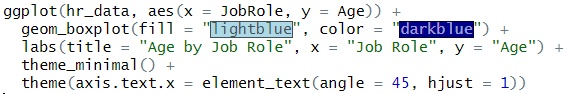 ggplot(hr_data, aes(x = JobRole, y = Age)) +
  geom_boxplot(fill = "lightblue", color = "darkblue") +
  labs(title = "Age by Job Role", x = "Job Role", y = "Age") +
  theme_minimal() +
  theme(axis.text.x = element_text(angle = 45, hjust = 1))